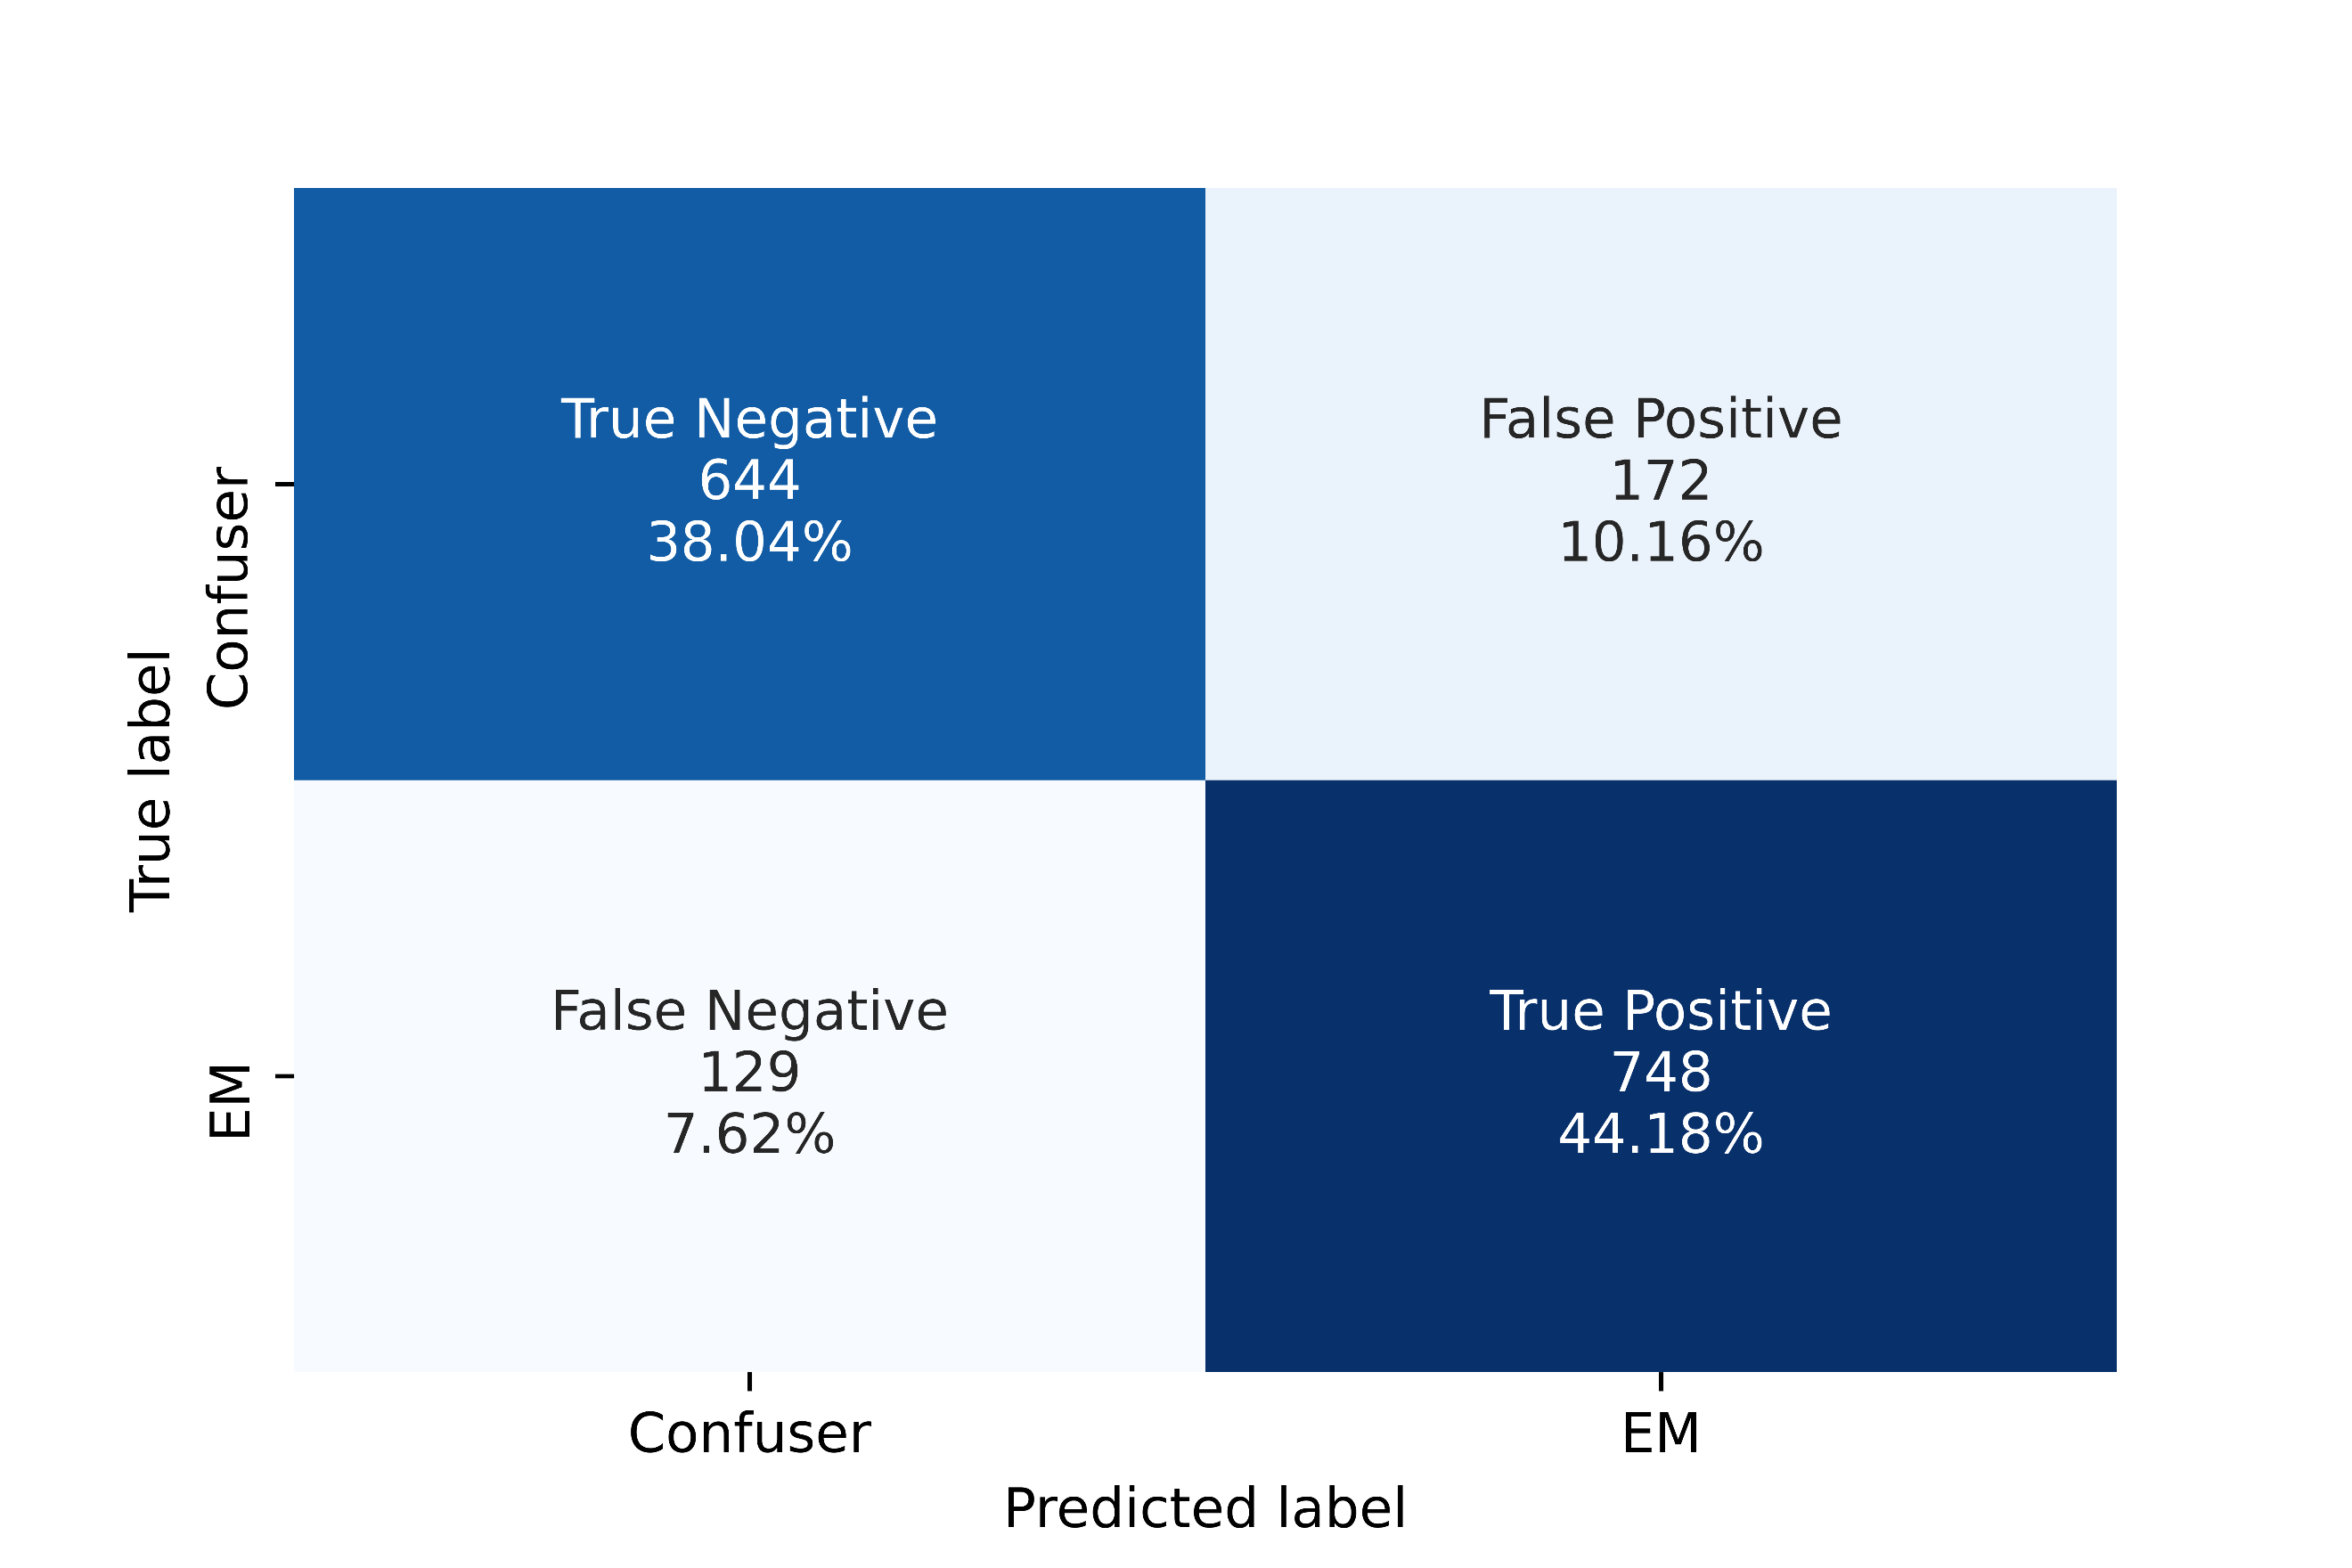 True label
Confuser
True Negative
644
38.04%
False Positive
172
10.16%
EM
False Negative
129
7.62%
True Positive
748
44.18%
Confuser
EM
Predicted label